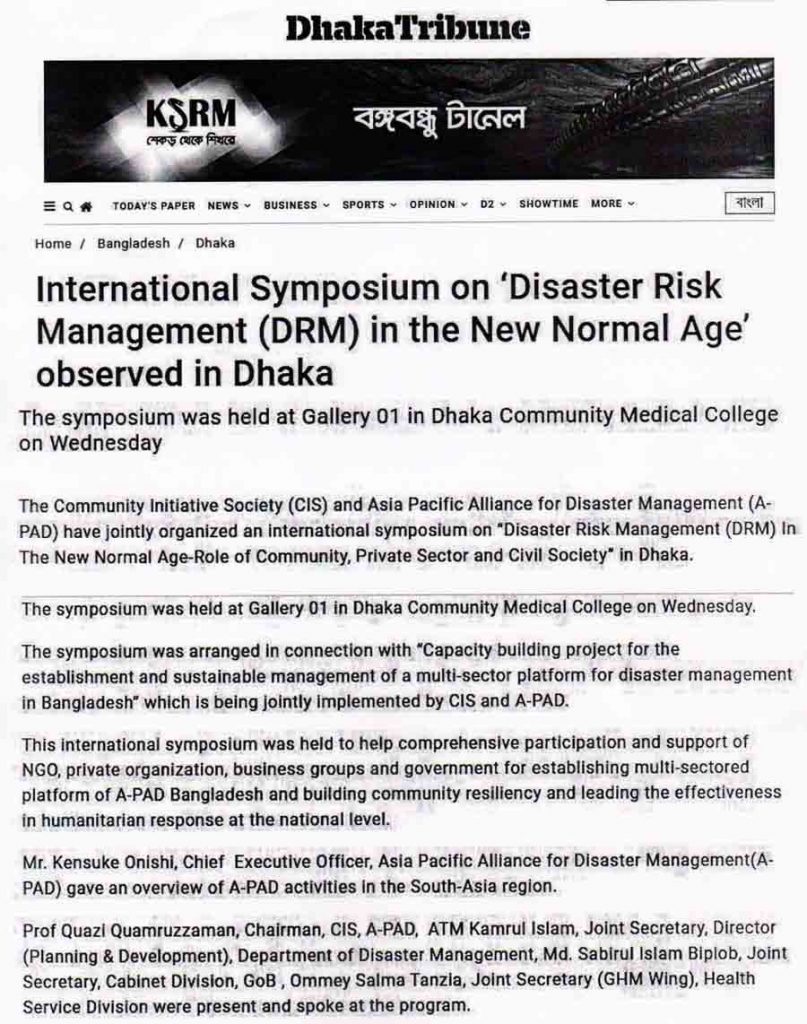 DhakaTribune
KSRM
শেকড় থেকে শিখরে
বঙ্গবন্ধু টানেল
TODAY'S PAPER NEWS BUSINESS SPORTS OPINION D2 SHOWTIME MORE বাংলা
Home / Bangladesh / Dhaka
International Symposium on ‘Disaster Risk
Management (DRM) in the New Normal Age’
observed in Dhaka
The symposium was held at Gallery 01 in Dhaka Community Medical College
on Wednesday
The Community Initiative Society (CIS) and Asia Pacific Alliance for Disaster Management (A-
PAD) have jointly organized an international symposium on "Disaster Risk Management (DRM) In
The New Normal Age-Role of Community, Private Sector and Civil Society" in Dhaka.
The symposium was held at Gallery 01 in Dhaka Community Medical College on Wednesday.
The symposium was arranged in connection with "Capacity building project for the
establishment and sustainable management of a multi-sector platform for disaster management
in Bangladesh" which is being jointly implemented by CIS and A-PAD.
This international symposium was held to help comprehensive participation and support of
NGO, private organization, business groups and government for establishing multi-sectored
platform of A-PAD Bangladesh and building community resiliency and leading the effectiveness
in humanitarian response at the national level.
Mr. Kensuke Onishi, Chief Executive Officer, Asia Pacific Alliance for Disaster Management(A-
PAD) gave an overview of A-PAD activities in the South-Asia region.
Prof Quazi Quamruzzaman, Chairman, CIS, A-PAD, ATM Kamrul Islam, Joint Secretary, Director
(Planning & Development), Department of Disaster Management, Md. Sabirul Islam Biplob, Joint
Secretary, Cabinet Division, GoB , Ommey Salma Tanzia, Joint Secretary (GHM Wing), Health
Service Division were present and spoke at the program.